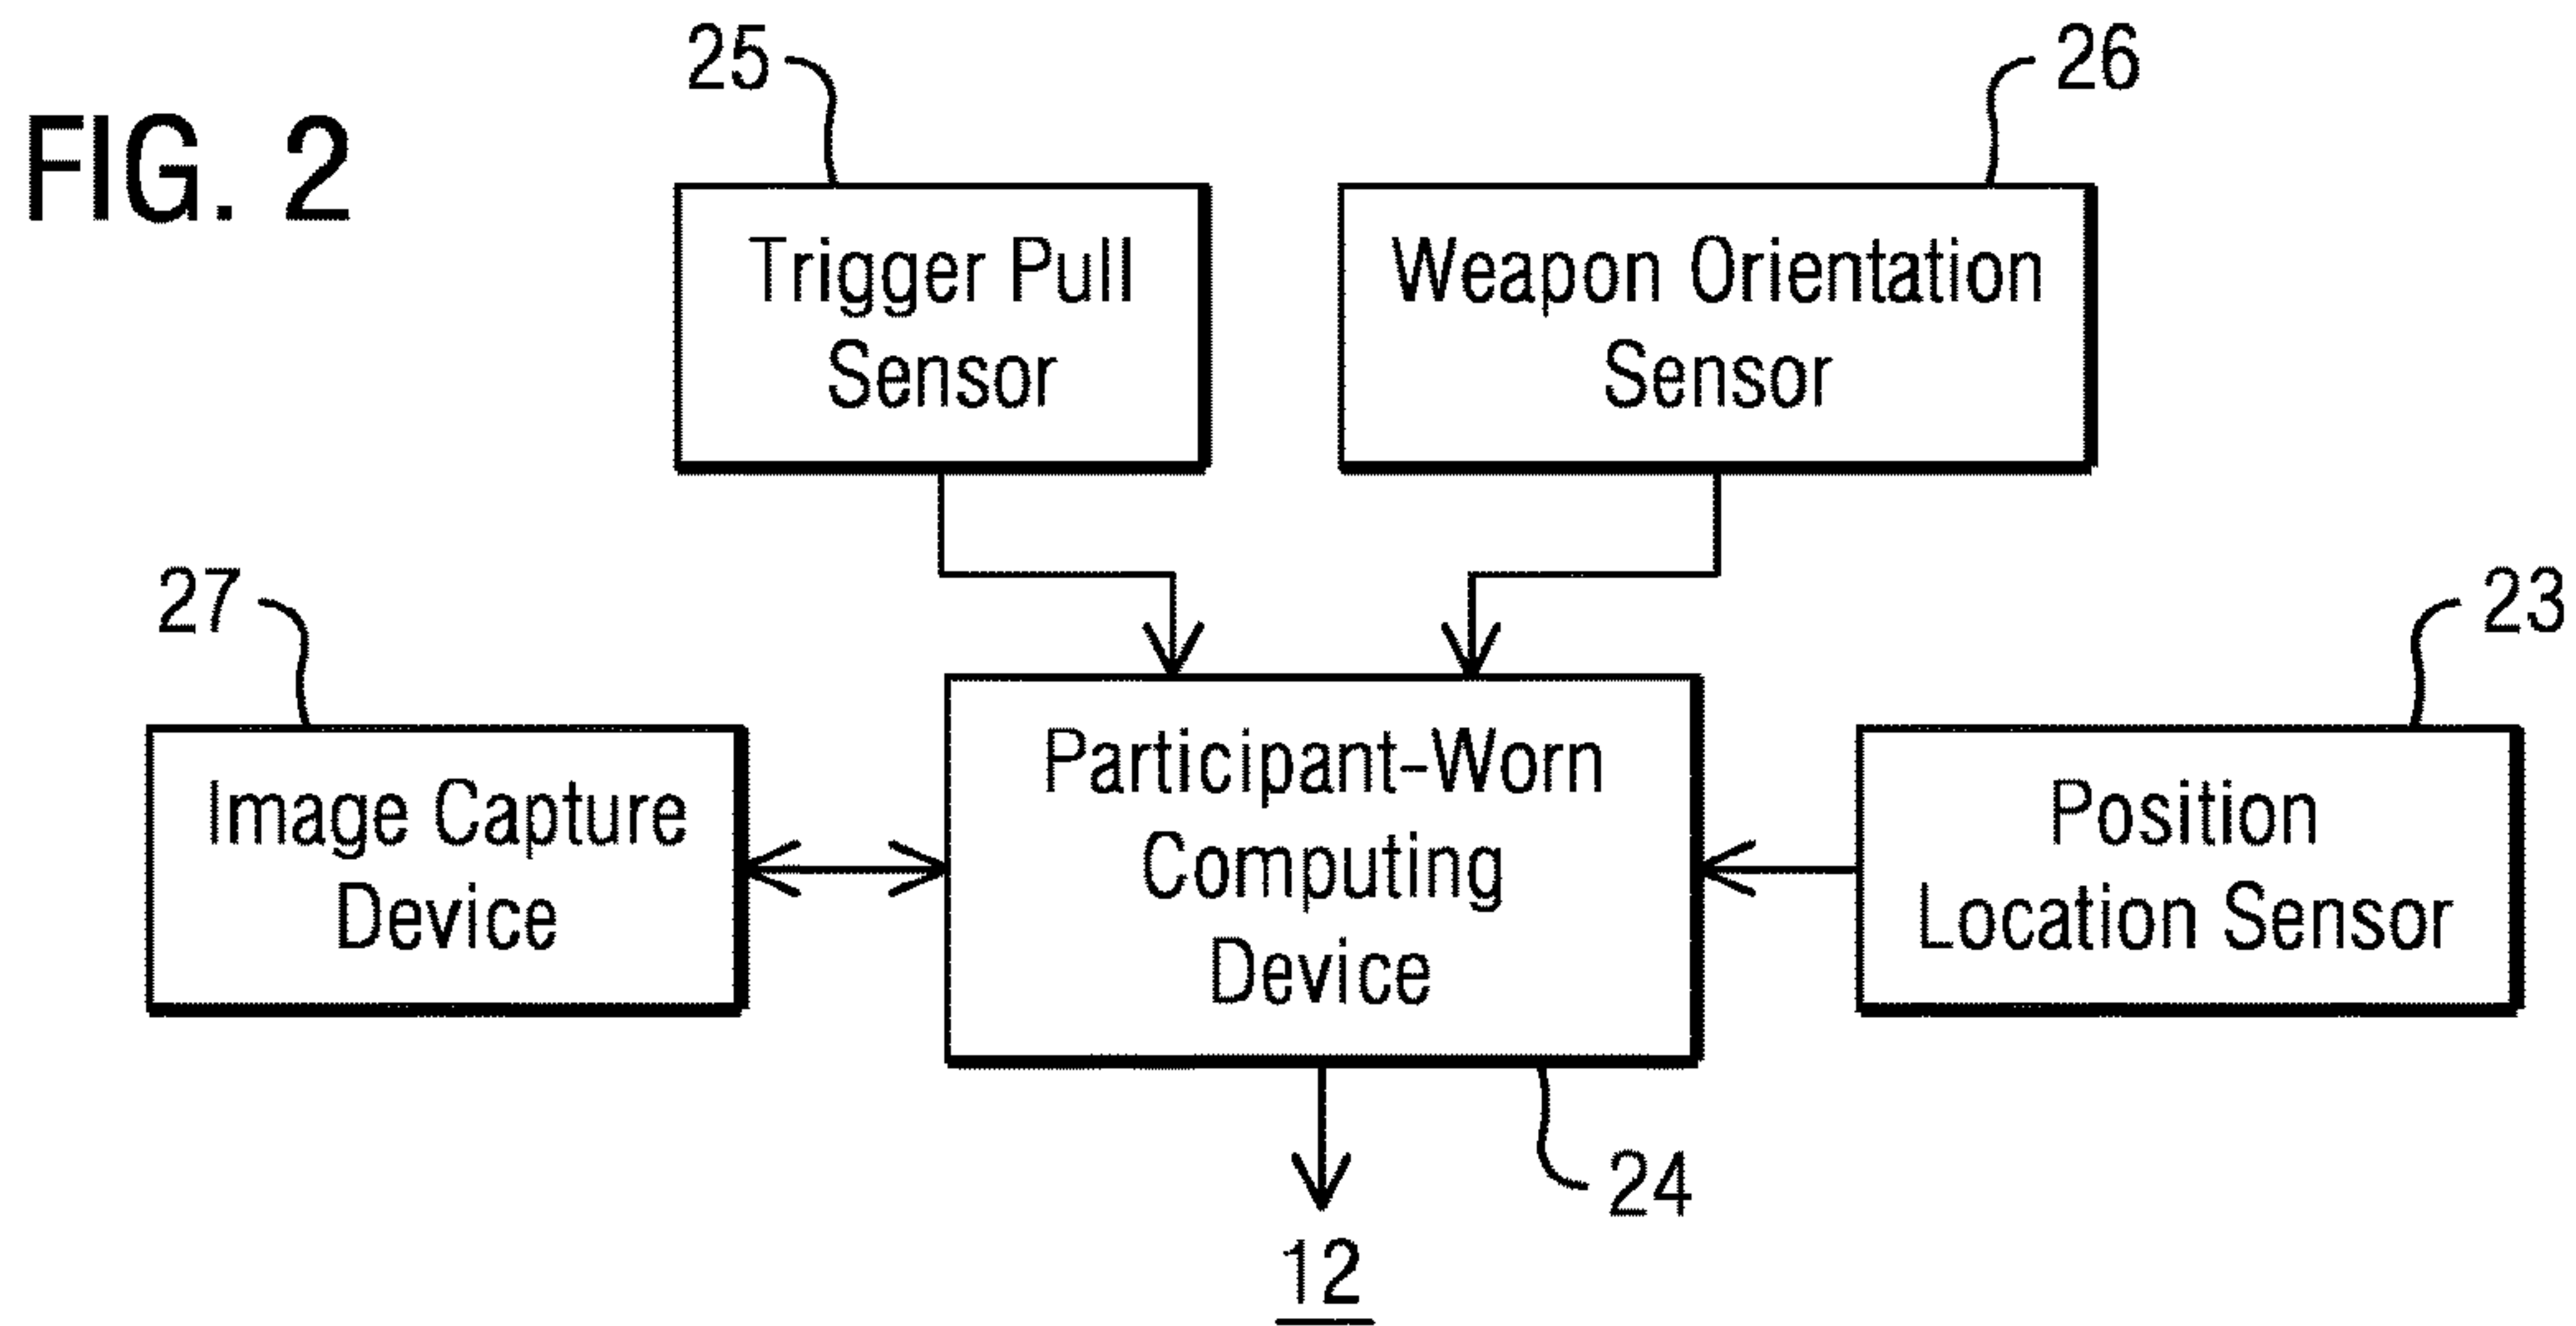 FIG. 2
25
26
Trigger Pull
Sensor
Weapon Orientation
Sensor
27
23
Image Capture
Device
Participant-Worn
Computing
Device
Position
Location Sensor
24
12